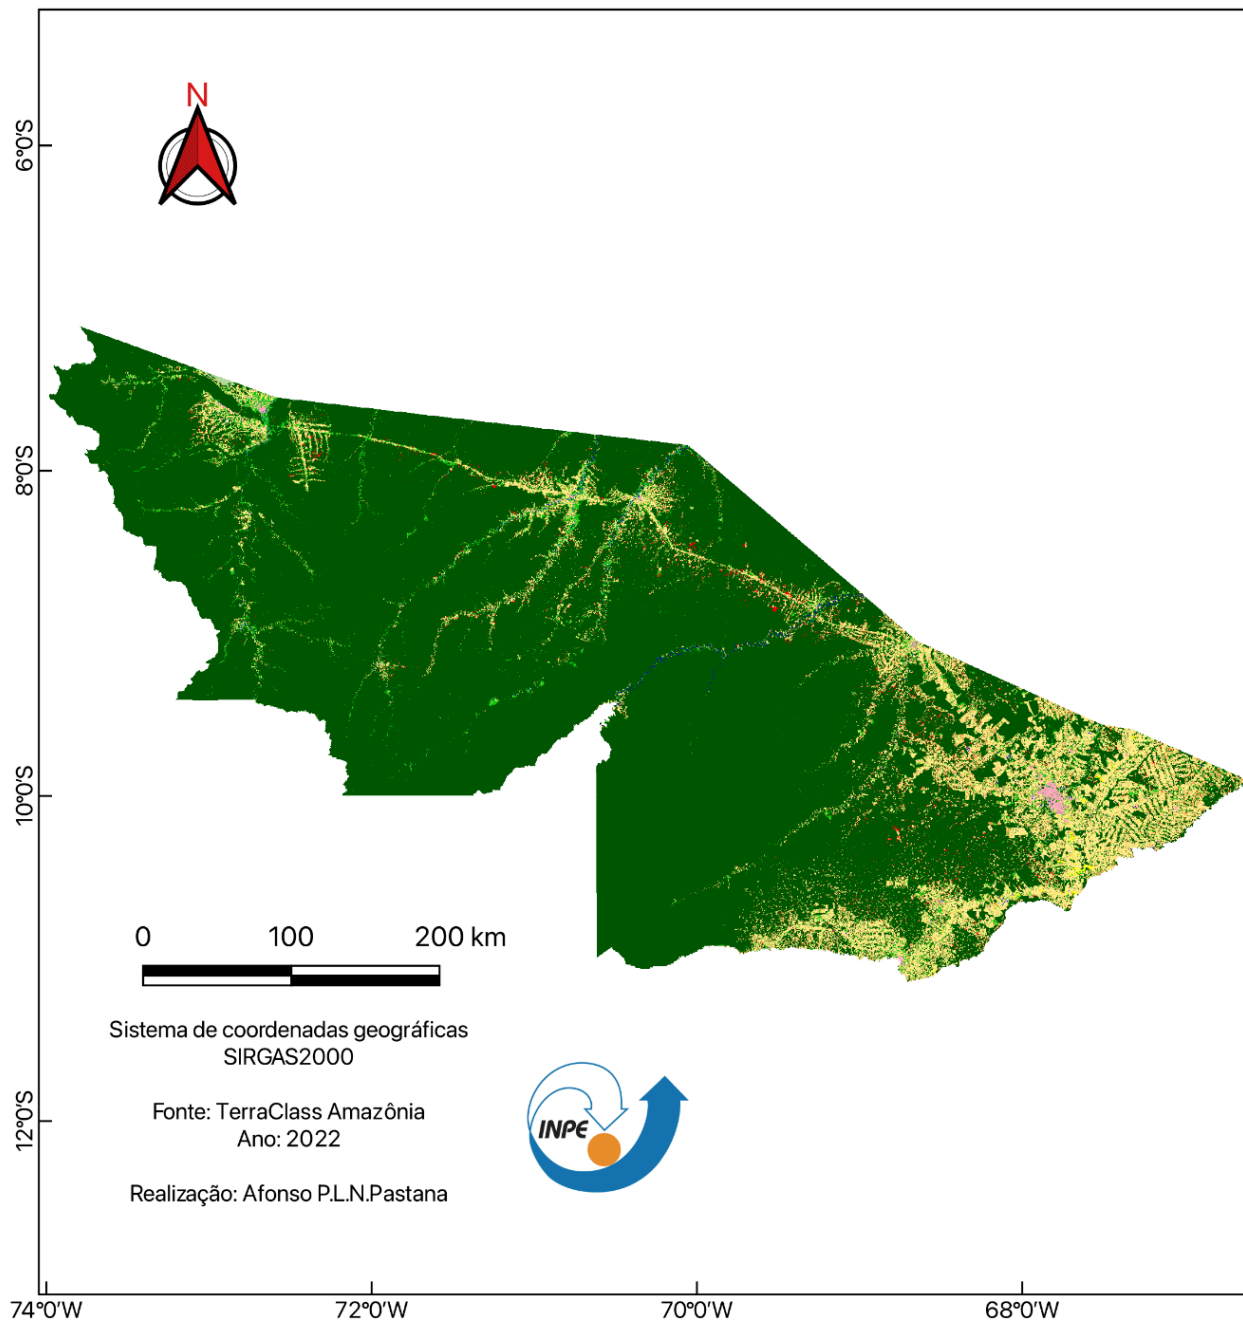 N
6°0'S
8°0'S
10°0'S
12°0'S
0 100 200 km
Sistema de coordenadas geográficas
SIRGAS2000
Fonte: TerraClass Amazônia
Ano: 2022
Realização: Afonso P.L.N.Pastana
INPE
74°0'W 72°0'W 70°0'W 68°0'W